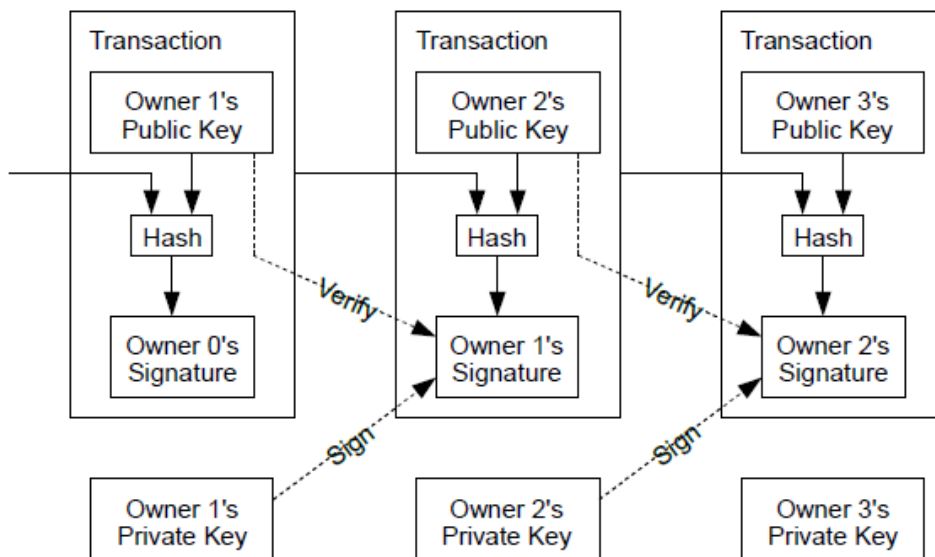 Transaction
Owner 1's
Public Key
Hash
Verify
Owner 0's
Signature
Transaction
Owner 2's
Public Key
Hash
Verify
Owner 1's
Signature
Transaction
Owner 3's
Public Key
Hash
Owner 2's
Signature
Sign
Sign
Owner 1's
Private Key
Owner 2's
Private Key
Owner 3's
Private Key